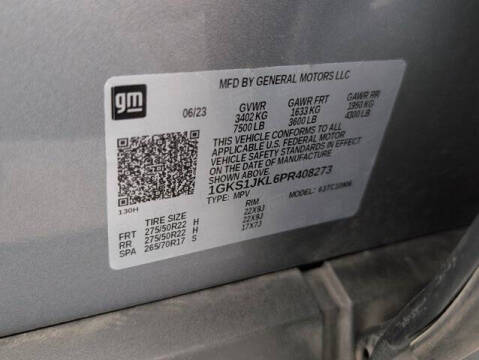 MFD BY GENERAL MOTORS LLC
gm
06/23
GVWR GAWR FRT GAWR RR
3402 KG 1633 KG 1950 KG
7500 LB 3600 LB 4300 LB
THIS VEHICLE CONFORMS TO ALL
APPLICABLE U.S. FEDERAL MOTOR
VEHICLE SAFETY STANDARDS IN EFFECT
ON THE DATE OF MANUFACTURE SHOWN ABOVE
1GKS1JKL6PR408273
TYPE: MPV MODEL:
130H
TIRE SIZE RIM
FRT 275/50R22 H 22X9J
RR 275/50R22 H 22X9J
SPA 265/70R17 S 17X7J